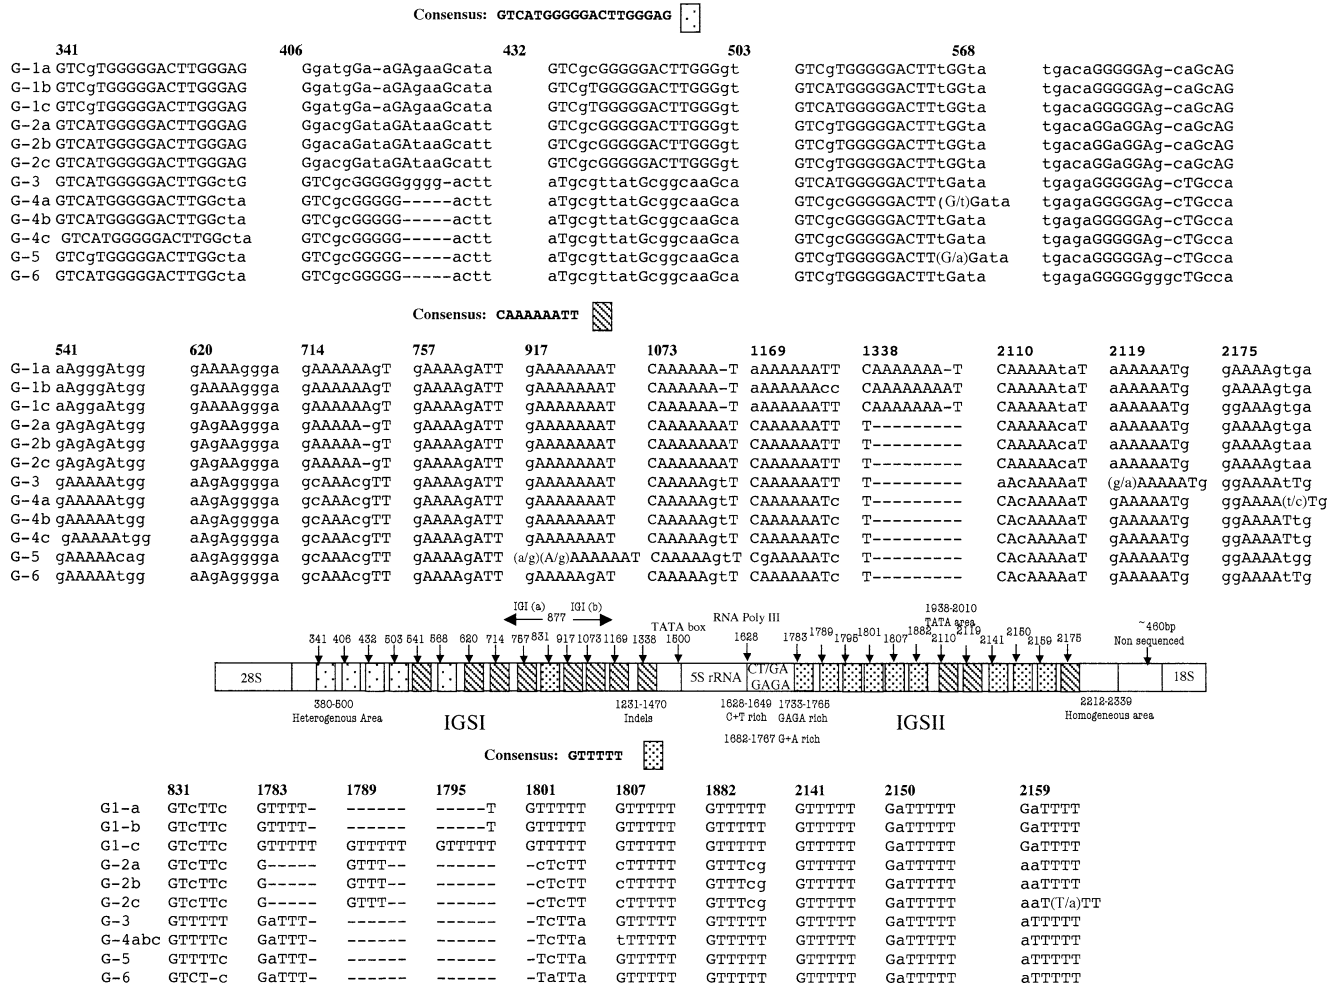 Consensus: GTCATGGGGGACTTGGGAG
341 406 432 503 568
G-1a GTCgTGGGGGACTTGGGAG GgatgGa-aGAgaaGcata GTCgcGGGGGACTTGGGgt GTCgTGGGGGACTTtGGta tgacaGGGGGAg-caGcAG
G-1b GTCgTGGGGGACTTGGGAG GgatgGa-aGAgaaGcata GTCgcGGGGGACTTGGGgt GTCATGGGGGACTTtGGta tgacaGGGGGAg-caGcAG
G-1c GTCgTGGGGGACTTGGGAG GgatgGa-aGAgaaGcata GTCgcGGGGGACTTGGGgt GTCATGGGGGACTTtGGta tgacaGGGGGAg-caGcAG
G-2a GTCATGGGGGACTTGGGAG GgacgGataGAtaaGcatt GTCgcGGGGGACTTGGGgt GTCgTGGGGGACTTtGGta tgacaGGaGGAg-caGcAG
G-2b GTCATGGGGGACTTGGGAG GgacaGataGAtaaGcatt GTCgcGGGGGACTTGGGgt GTCgTGGGGGACTTtGGta tgacaGGaGGAg-caGcAG
G-2c GTCATGGGGGACTTGGGAG GgacgGataGAtaaGcatt GTCgcGGGGGACTTGGGgt GTCgTGGGGGACTTtGGta tgacaGGaGGAg-caGcAG
G-3 GTCATGGGGGACTTGGctG GTCgcGGGGGgggg-actt aTgcgttatGcggcaaGca GTCATGGGGGACTTtGata tgagaGGGGGAg-cTGcca
G-4a GTCATGGGGGACTTGGcta GTCgcGGGGG-----actt aTgcgttatGcggcaaGca GTCgcGGGGGACTT(G/t)Gata tgagaGGGGGAg-cTGcca
G-4b GTCATGGGGGACTTGGcta GTCgcGGGGG-----actt aTgcgttatGcggcaaGca GTCgcGGGGGACTTtGata tgagaGGGGGAg-cTGcca
G-4c GTCATGGGGGACTTGGcta GTCgcGGGGG-----actt aTgcgttatGcggcaaGca GTCgcGGGGGACTTtGata tgagaGGGGGAg-cTGcca
G-5 GTCgTGGGGGACTTGGcta GTCgcGGGGG-----actt aTgcgttatGcggcaaGca GTCgTGGGGGACTT(G/a)Gata tgagaGGGGGAg-cTGcca
G-6 GTCATGGGGGACTTGGcta GTCgcGGGGG-----actt aTgcgttatGcggcaaGca GTCgTGGGGGACTTtGata tgagaGGGGGgggcTGcca
Consensus: CAAAAAATT
541 620 714 757 917 1073 1169 1338 2110 2119 2175
G-1a aAgggAtgg gAAAAggga gAAAAAAgT gAAAAgATT gAAAAAAAT CAAAAAA-T aAAAAAATT CAAAAAAA-T CAAAAAtaT aAAAAATg gAAAAgtga
G-1b aAgggAtgg gAAAAggga gAAAAAAgT gAAAAgATT gAAAAAAAT CAAAAAA-T aAAAAAAcc CAAAAAAAAT CAAAAAtaT aAAAAATg gAAAAgtga
G-1c aAggaAtgg gAAAAggga gAAAAAAgT gAAAAgATT gAAAAAAAT CAAAAAA-T aAAAAAATT CAAAAAAA-T CAAAAAtaT aAAAAATg ggAAAgtga
G-2a gAgAgAtgg gAgAAggga gAAAAA-gT gAAAAgATT gAAAAAAAT CAAAAAAAT CAAAAAATT T--------- CAAAAAcaT aAAAAATg gAAAAgtga
G-2b gAgAgAtgg gAgAAggga gAAAAA-gT gAAAAgATT gAAAAAAAT CAAAAAAAT CAAAAAATT T--------- CAAAAAcaT aAAAAATg gAAAAgtaa
G-2c gAgAgAtgg gAgAAggga gAAAAA-gT gAAAAgATT gAAAAAAAT CAAAAAAAT CAAAAAATT T--------- CAAAAAcaT aAAAAATg gAAAAgtaa
G-3 gAAAAAtgg aAgAgggga gcAAAcgTT gAAAAgATT gAAAAAAAT CAAAAAgtT CAAAAAATT T--------- aAcAAAAaT (g/a)AAAAATg ggAAAAtTg
G-4a gAAAAAtgg aAgAgggga gcAAAcgTT gAAAAgATT gAAAAAAAT CAAAAAgtT CAAAAAATc T--------- CAcAAAAaT gAAAAATg ggAAAA(t/c)Tg
G-4b gAAAAAtgg aAgAgggga gcAAAcgTT gAAAAgATT gAAAAAAAT CAAAAAgtT CAAAAAATc T--------- CAcAAAAaT gAAAAATg ggAAAATtg
G-4c gAAAAAtgg aAgAgggga gcAAAcgTT gAAAAgATT gAAAAAAAT CAAAAAgtT CAAAAAATc T--------- CAcAAAAaT gAAAAATg ggAAAATgg
G-5 gAAAAAcag aAgAgggga gcAAAcgTT gAAAAgATT (a/g)(A/g)AAAAAAT CAAAAAgtT CgAAAAATc T--------- CAcAAAAaT gAAAAATg ggAAAAtgg
G-6 gAAAAAtgg aAgAgggga gcAAAcgTT gAAAAgATT gAAAAAgAT CAAAAAgtT CAAAAAATc T--------- CAcAAAAaT gAAAAATg ggAAAAtTg
IGI (a) 877 IGI (b)
TATA box
RNA Poly III
1938-2010
TATA area
~460bp
Non sequenced
341 406 432 503 541 568 620 714 757 831 917 1073 1169 1338 1500 1628 1783 1789 1795 1801 1807 1882 2110 2119 2141 2150 2159 2175
28S 5S rRNA CT/GA GAGA 18S
380-500
Heterogenous Area
IGSI
1231-1470
Indels
1628-1649
C+T rich
1733-1765
GAGA rich
1682-1767 G+A rich
IGSII
2212-2339
Homogeneous area
Consensus: GTTTTT
831 1783 1789 1795 1801 1807 1882 2141 2150 2159
G1-a GTcTTc GTTTT- ------ -----T GTTTTT GTTTTT GTTTTT GTTTTT GaTTTTT GaTTTT
G1-b GTcTTc GTTTT- ------ -----T GTTTTT GTTTTT GTTTTT GTTTTT GaTTTTT GaTTTT
G1-c GTcTTc GTTTTT GTTTTT GTTTTT GTTTTT GTTTTT GTTTTT GTTTTT GaTTTTT GaTTTT
G-2a GTcTTc G----- GTTT-- ------ -cTcTT cTTTTT GTTTcg GTTTTT GaTTTTT aaTTTT
G-2b GTcTTc G----- GTTT-- ------ -cTcTT cTTTTT GTTTcg GTTTTT GaTTTTT aaTTTT
G-2c GTcTTc G----- GTTT-- ------ -cTcTT cTTTTT GTTTcg GTTTTT GaTTTTT aaT(T/a)TT
G-3 GTTTTT GaTTT- ------ ------ -TcTTa GTTTTT GTTTTT GTTTTT GaTTTTT aTTTTT
G-4abc GTTTTc GaTTT- ------ ------ -TcTTa tTTTTT GTTTTT GTTTTT GaTTTTT aTTTTT
G-5 GTTTTc GaTTT- ------ ------ -TcTTa GTTTTT GTTTTT GTTTTT GaTTTTT aTTTTT
G-6 GTCT-c GaTTT- ------ ------ -TaTTa GTTTTT GTTTTT GTTTTT GaTTTTT aTTTTT